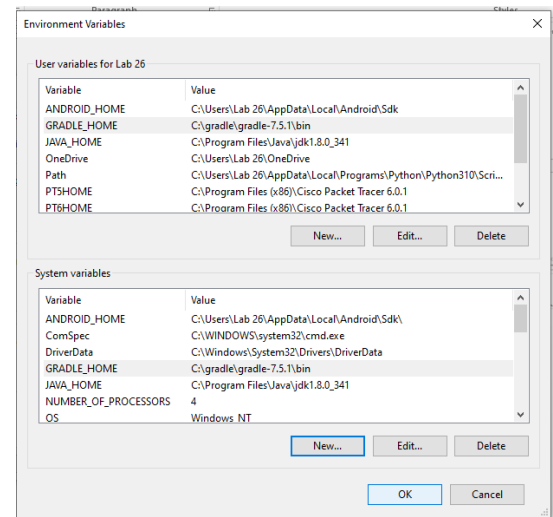 Paragraph Styles
Environment Variables
User variables for Lab 26
Variable Value
ANDROID_HOME C:\Users\Lab 26\AppData\Local\Android\Sdk
GRADLE_HOME C:\gradle\gradle-7.5.1\bin
JAVA_HOME C:\Program Files\Java\jdk1.8.0_341
OneDrive C:\Users\Lab 26\OneDrive
Path C:\Users\Lab 26\AppData\Local\Programs\Python\Python310\Scri...
PT5HOME C:\Program Files (x86)\Cisco Packet Tracer 6.0.1
PT6HOME C:\Program Files (x86)\Cisco Packet Tracer 6.0.1
New... Edit... Delete
System variables
Variable Value
ANDROID_HOME C:\Users\Lab 26\AppData\Local\Android\Sdk\
ComSpec C:\WINDOWS\system32\cmd.exe
DriverData C:\Windows\System32\Drivers\DriverData
GRADLE_HOME C:\gradle\gradle-7.5.1\bin
JAVA_HOME C:\Program Files\Java\jdk1.8.0_341
NUMBER_OF_PROCESSORS 4
OS Windows_NT
New... Edit... Delete
OK Cancel